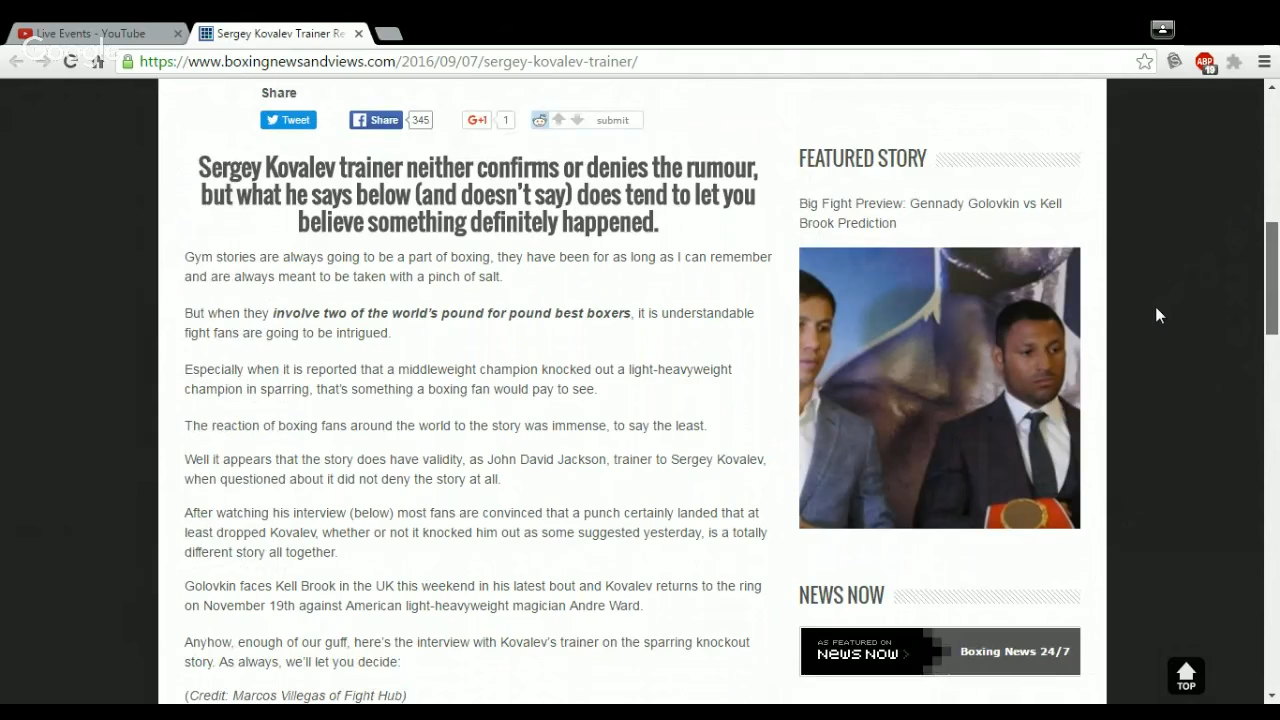 Live Events - YouTube
Sergey Kovalev Trainer Re
Google
https://www.boxingnewsandviews.com/2016/09/07/sergey-kovalev-trainer/
ABP
19
Share
Tweet
Share 345
G+1 1
submit
Sergey Kovalev trainer neither confirms or denies the rumour,
but what he says below (and doesn't say) does tend to let you
believe something definitely happened.
Gym stories are always going to be a part of boxing, they have been for as long as I can remember
and are always meant to be taken with a pinch of salt.
But when they involve two of the world's pound for pound best boxers, it is understandable
fight fans are going to be intrigued.
Especially when it is reported that a middleweight champion knocked out a light-heavyweight
champion in sparring, that's something a boxing fan would pay to see.
The reaction of boxing fans around the world to the story was immense, to say the least.
Well it appears that the story does have validity, as John David Jackson, trainer to Sergey Kovalev,
when questioned about it did not deny the story at all.
After watching his interview (below) most fans are convinced that a punch certainly landed that at
least dropped Kovalev, whether or not it knocked him out as some suggested yesterday, is a totally
different story all together.
Golovkin faces Kell Brook in the UK this weekend in his latest bout and Kovalev returns to the ring
on November 19th against American light-heavyweight magician Andre Ward.
Anyhow, enough of our guff, here's the interview with Kovalev's trainer on the sparring knockout
story. As always, we'll let you decide:
(Credit: Marcos Villegas of Fight Hub)
FEATURED STORY
Big Fight Preview: Gennady Golovkin vs Kell
Brook Prediction
NEWS NOW
AS FEATURED ON
NEWS NOW
Boxing News 24/7
TOP